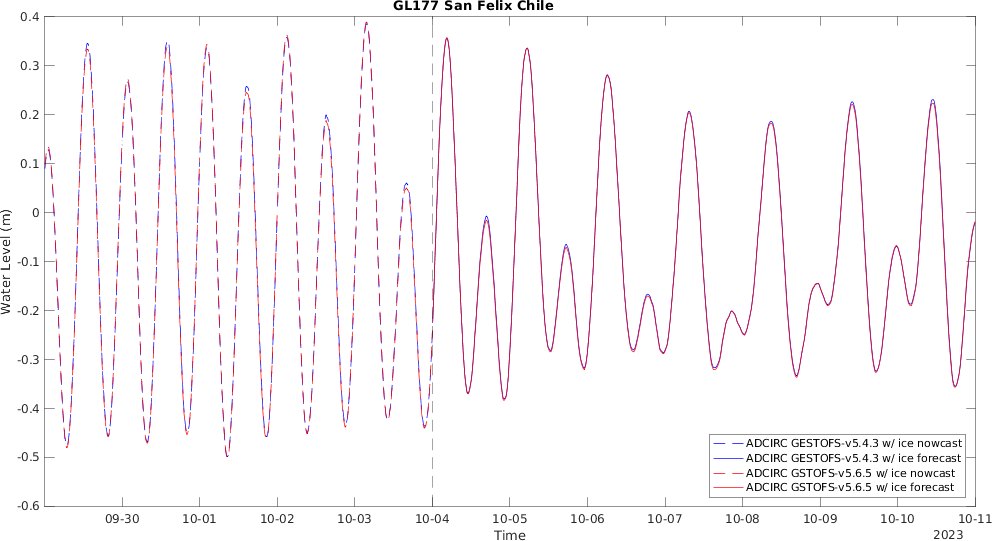 GL177 San Felix Chile
0.4
0.3
0.2
0.1
0
-0.1
-0.2
-0.3
-0.4
-0.5
-0.6
Water Level (m)
ADCIRC GESTOFS-v5.4.3 w/ ice nowcast
ADCIRC GESTOFS-v5.4.3 w/ ice forecast
ADCIRC GSTOFS-v5.6.5 w/ ice nowcast
ADCIRC GSTOFS-v5.6.5 w/ ice forecast
09-30 10-01 10-02 10-03 10-04 10-05 10-06 10-07 10-08 10-09 10-10 10-11
Time 2023